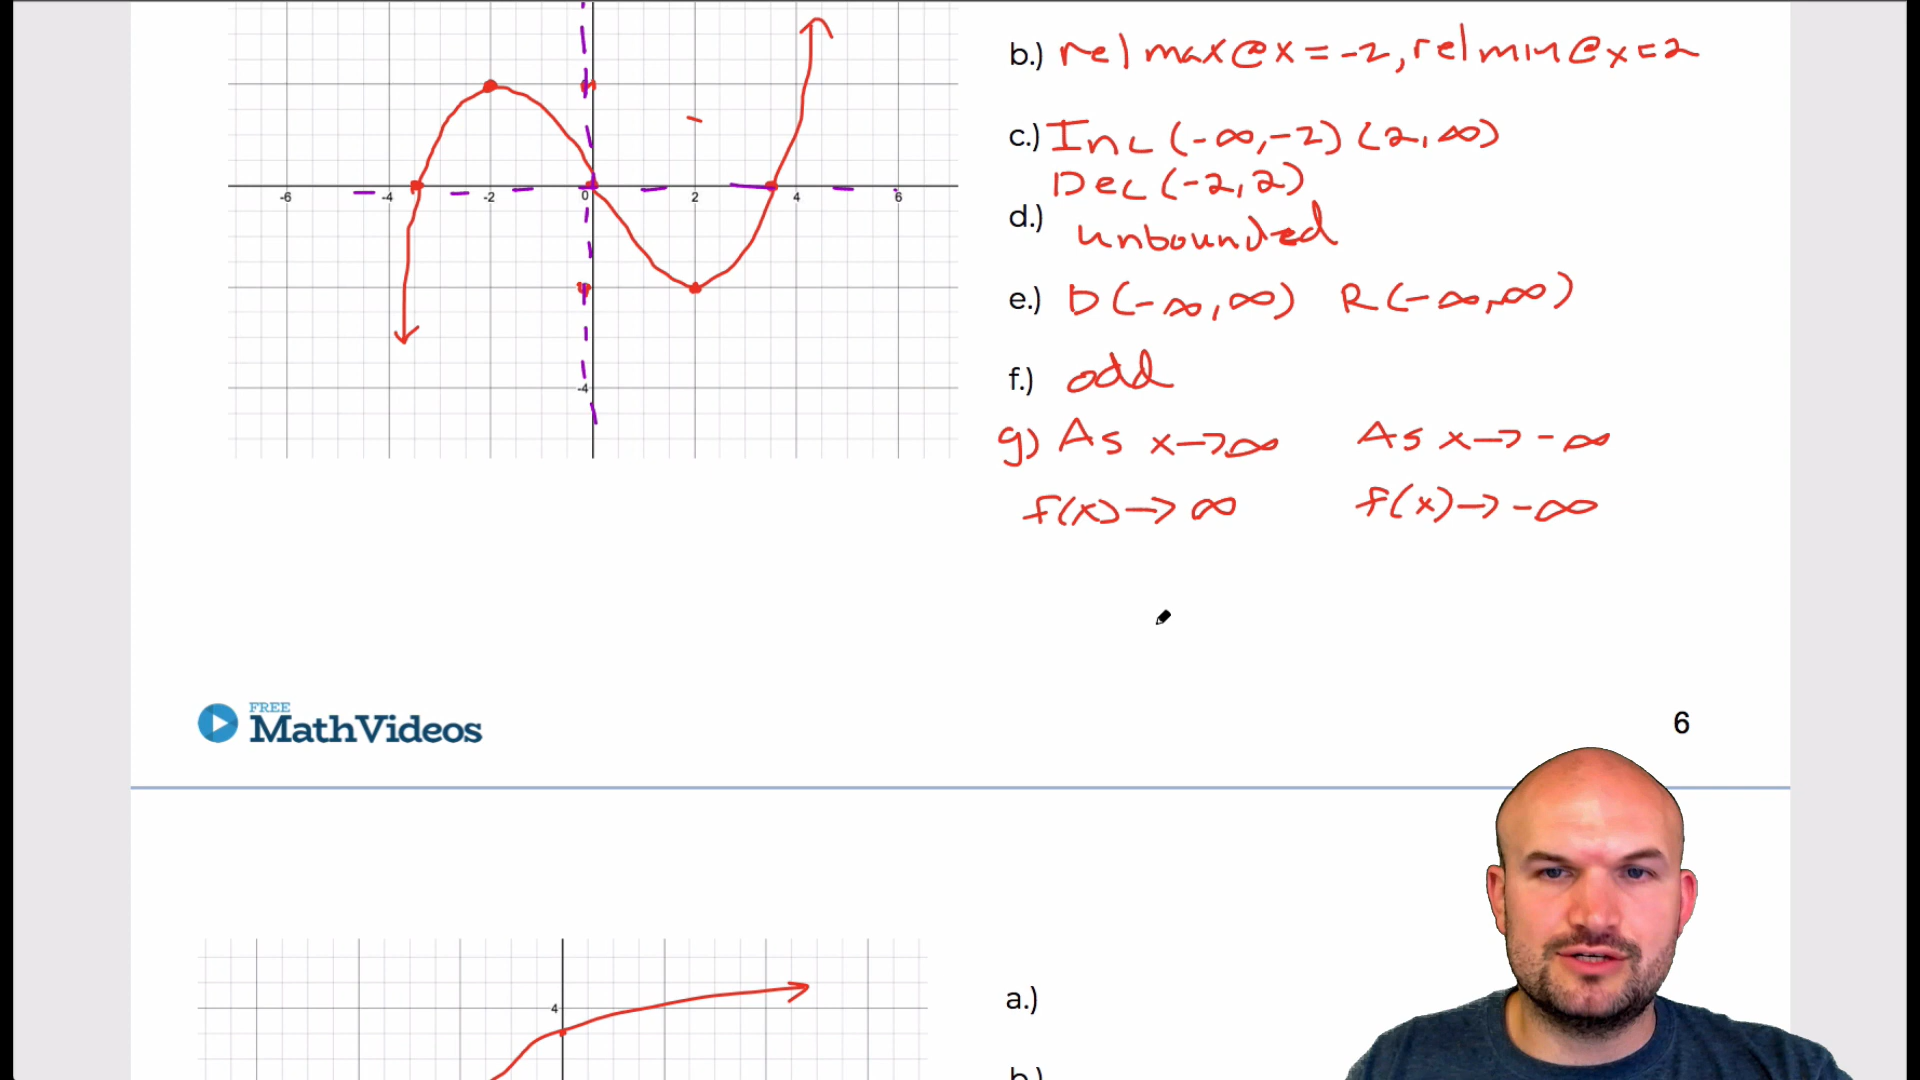 b.) rel max @ x = -2, rel min @ x = 2
c.) Inc (-∞, -2) (2, ∞)
Dec (-2, 2)
d.) unbounded
-6 -4 -2 0 2 4 6
-4
e.) D (-∞, ∞) R (-∞, ∞)
f.) odd
g) As x → ∞ As x → -∞
f(x) → ∞ f(x) → -∞
FREE
MathVideos
6
4
a.)
b.)